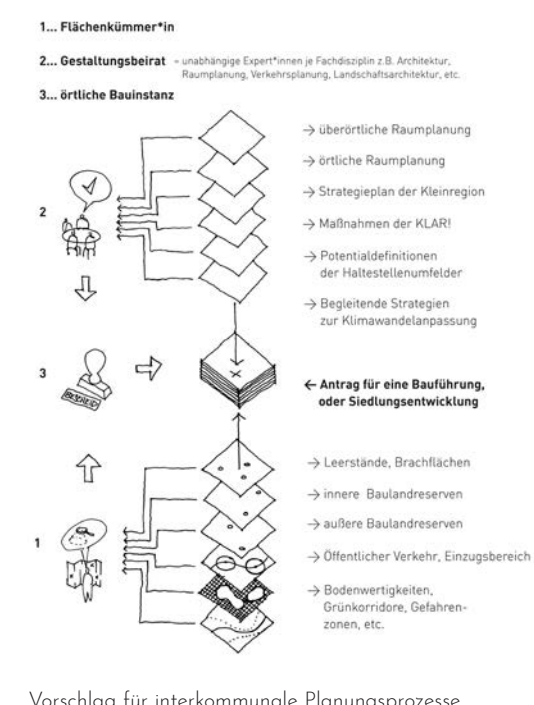 1... Flächenkümmer*in
2... Gestaltungsbeirat - unabhängige Expert*innen je Fachdisziplin z.B. Architektur,
Raumplanung, Verkehrsplanung, Landschaftsarchitektur, etc.
3... örtliche Bauinstanz
→ überörtliche Raumplanung
→ örtliche Raumplanung
→ Strategieplan der Kleinregion
2
→ Maßnahmen der KLAR!
→ Potentialdefinitionen
der Haltestellenumfelder
→ Begleitende Strategien
zur Klimawandelanpassung
3
BESCHEID
← Antrag für eine Bauführung,
oder Siedlungsentwicklung
→ Leerstände, Brachflächen
→ innere Baulandreserven
→ außere Baulandreserven
1
→ Öffentlicher Verkehr, Einzugsbereich
→ Bodenwertigkeiten,
Grünkorridore, Gefahren-
zonen, etc.
Vorschlag für interkommunale Planungsprozesse